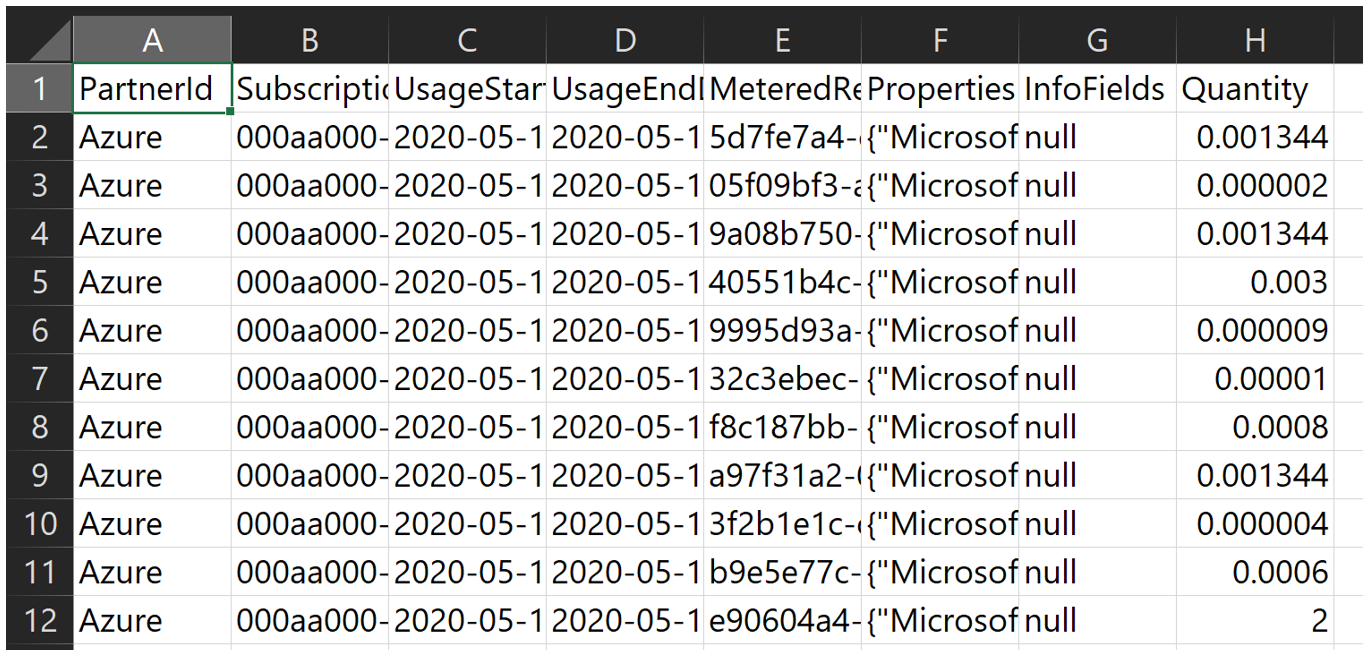 A B C D E F G H
1 PartnerId Subscriptic UsageStar UsageEnd MeteredRe Properties InfoFields Quantity
2 Azure 000aa000- 2020-05-1 2020-05-1 5d7fe7a4- {"Microsof null 0.001344
3 Azure 000aa000- 2020-05-1 2020-05-1 05f09bf3-a {"Microsof null 0.000002
4 Azure 000aa000- 2020-05-1 2020-05-1 9a08b750- {"Microsof null 0.001344
5 Azure 000aa000- 2020-05-1 2020-05-1 40551b4c- {"Microsof null 0.003
6 Azure 000aa000- 2020-05-1 2020-05-1 9995d93a- {"Microsof null 0.000009
7 Azure 000aa000- 2020-05-1 2020-05-1 32c3ebec- {"Microsof null 0.00001
8 Azure 000aa000- 2020-05-1 2020-05-1 f8c187bb- {"Microsof null 0.0008
9 Azure 000aa000- 2020-05-1 2020-05-1 a97f31a2- {"Microsof null 0.001344
10 Azure 000aa000- 2020-05-1 2020-05-1 3f2b1e1c- {"Microsof null 0.000004
11 Azure 000aa000- 2020-05-1 2020-05-1 b9e5e77c- {"Microsof null 0.0006
12 Azure 000aa000- 2020-05-1 2020-05-1 e90604a4- {"Microsof null 2